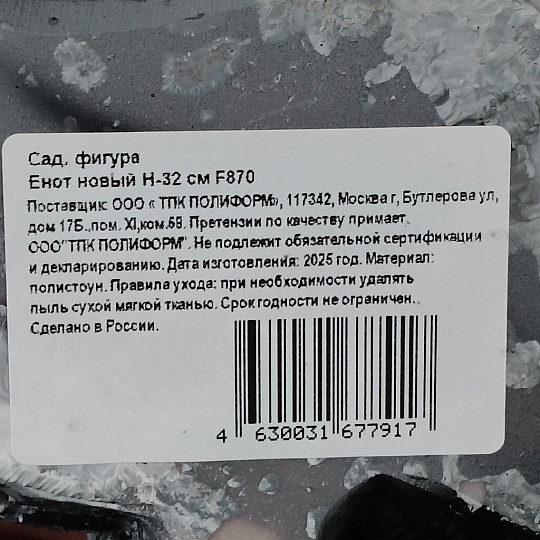 Сад. фигура
Енот новый H-32 см F870
Поставщик: ООО « ТПК ПОЛИФОРМ», 117342, Москва г, Бутлерова ул,
дом 17Б.,пом. XI,ком.58. Претензии по качеству примает
ООО"ТПК ПОЛИФОРМ". Не подлежит обязательной сертификации
и декларированию. Дата изготовления: 2025 год. Материал:
полистоун. Правила ухода: при необходимости удалять
пыль сухой мягкой тканью. Срок годности не ограничен.
Сделано в России.
4 630031 677917